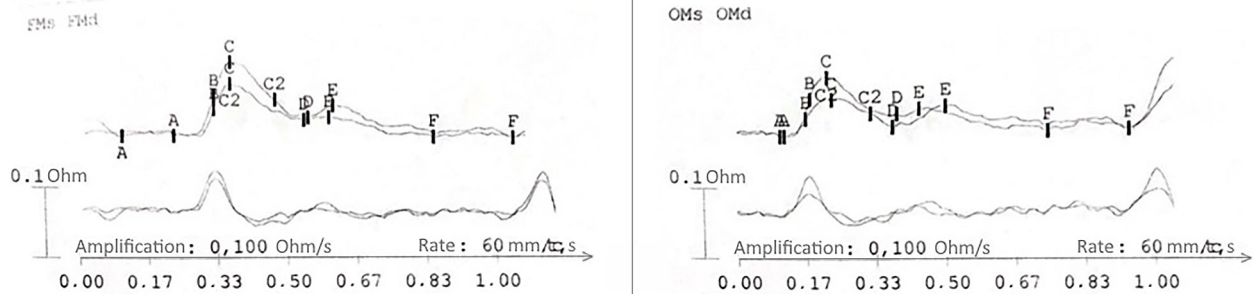 FMs FMd
C
C
B
C2
C2
D
D
E
E
A
A
F
F
0.1 Ohm
Amplification: 0,100 Ohm/s Rate: 60 mm/s
0.00 0.17 0.33 0.50 0.67 0.83 1.00
OMs OMd
C
B
B
C2
C2
D
D
E
E
A
A
F
F
0.1 Ohm
Amplification: 0,100 Ohm/s Rate: 60 mm/s
0.00 0.17 0.33 0.50 0.67 0.83 1.00